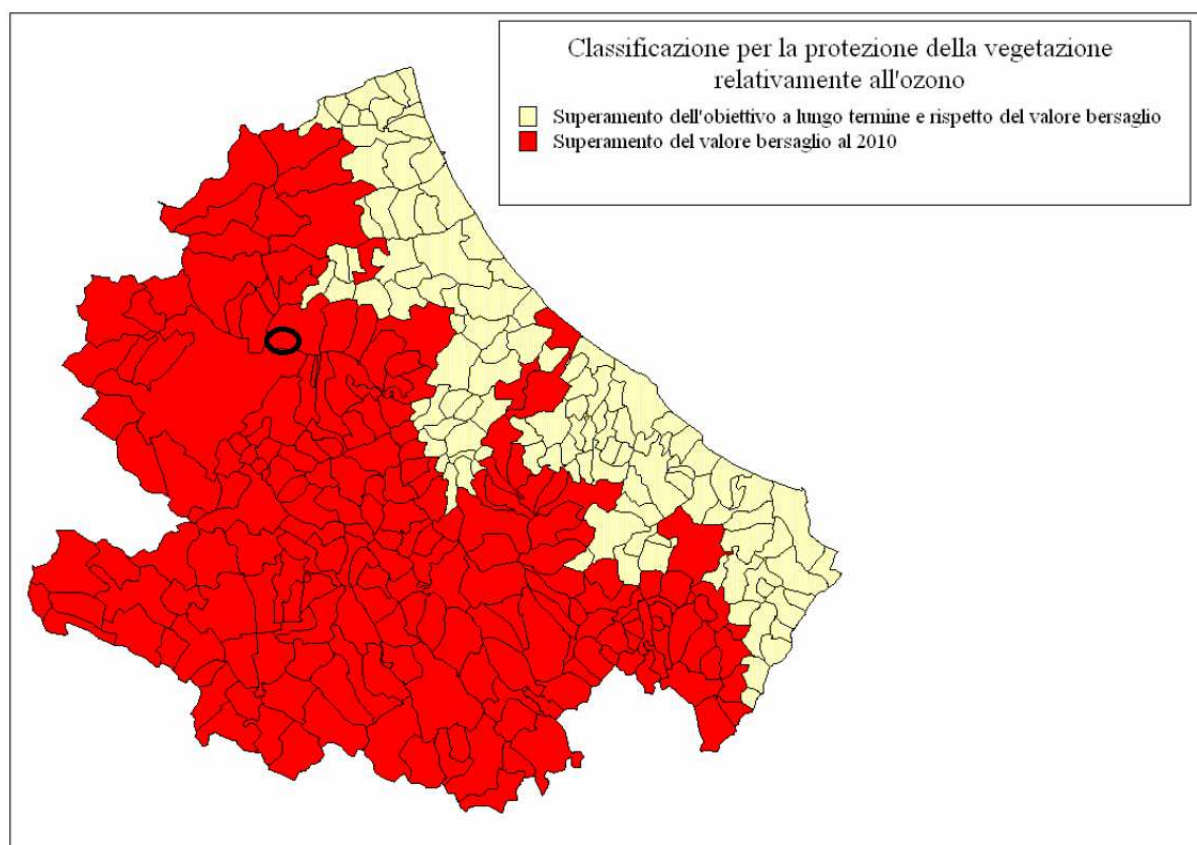 Classificazione per la protezione della vegetazione
relativamente all'ozono
Superamento dell'obiettivo a lungo termine e rispetto del valore bersaglio
Superamento del valore bersaglio al 2010